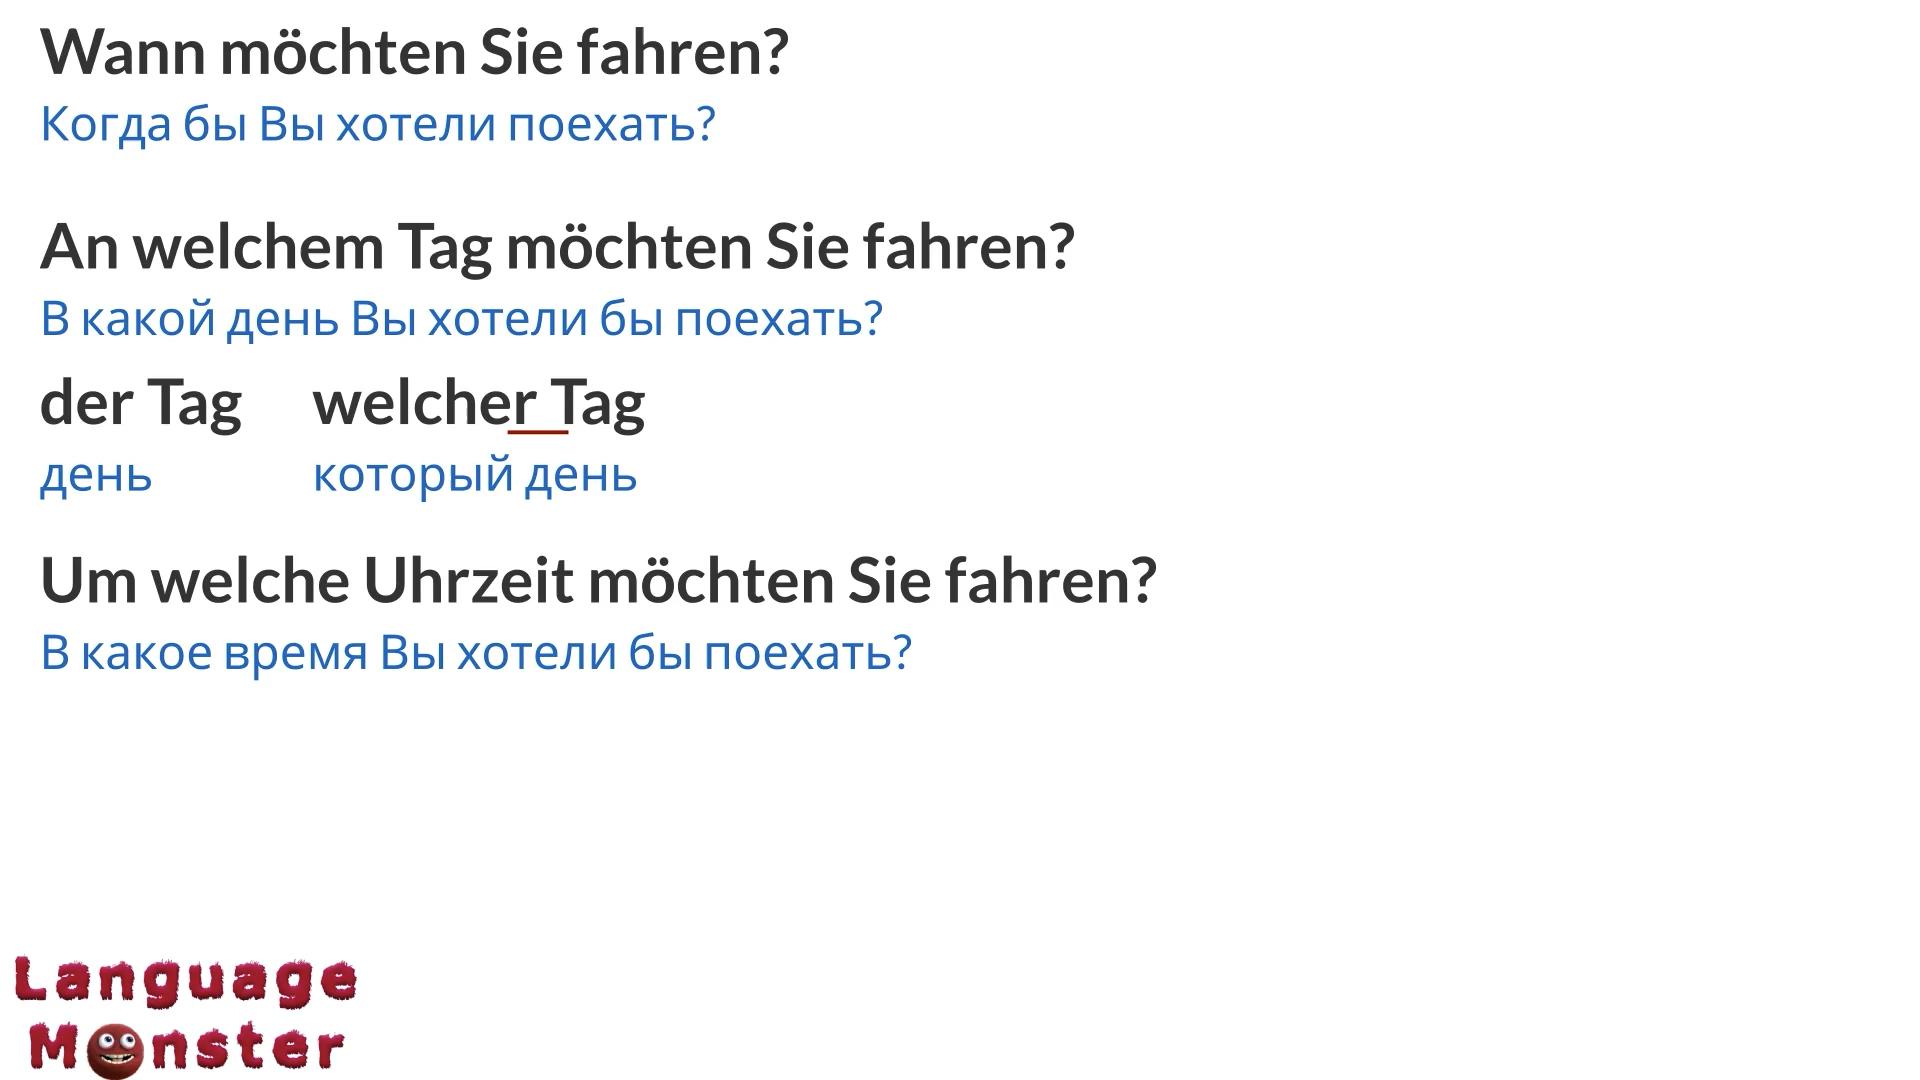 Wann möchten Sie fahren?
Когда бы Вы хотели поехать?
An welchem Tag möchten Sie fahren?
В какой день Вы хотели бы поехать?
der Tag welcher Tag
день который день
Um welche Uhrzeit möchten Sie fahren?
В какое время Вы хотели бы поехать?
Language
Monster